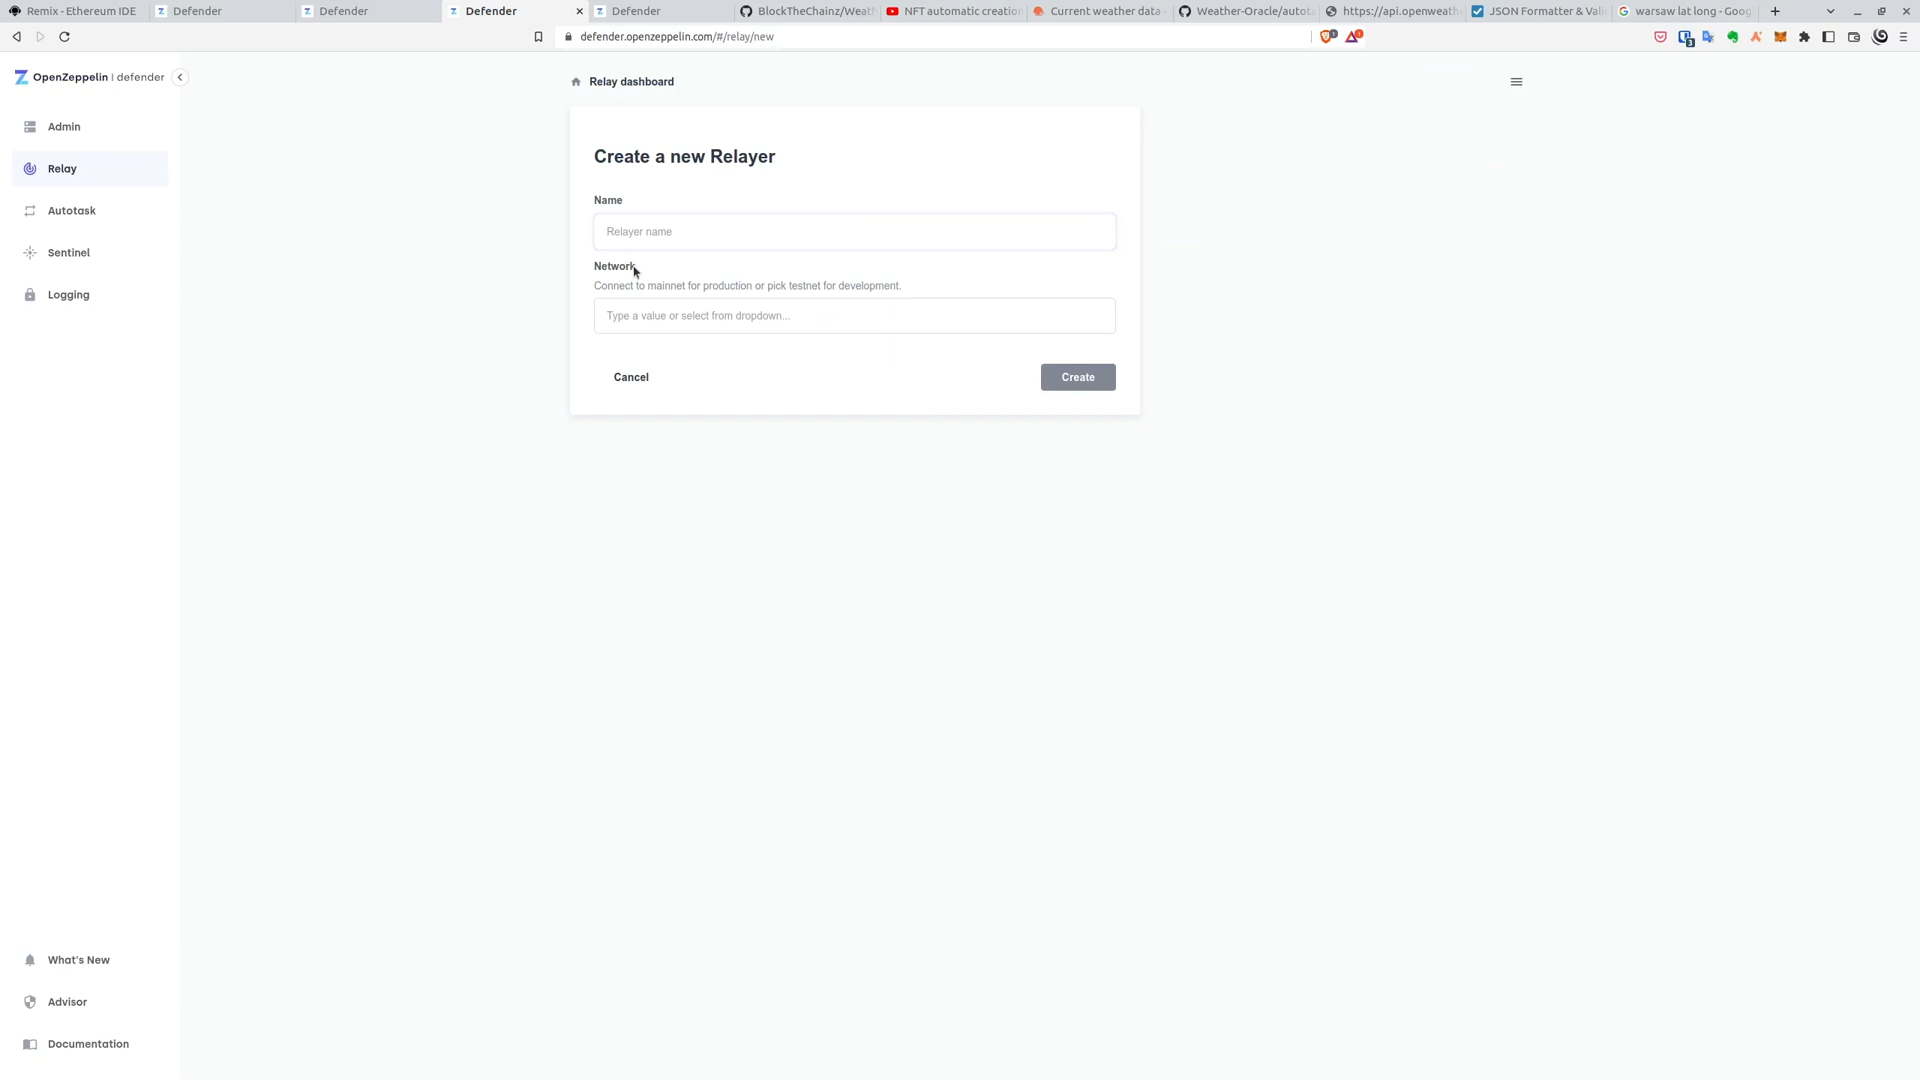 Remix - Ethereum IDE
Defender
Defender
Defender
Defender
BlockTheChainz/Weath
NFT automatic creation
Current weather data -
Weather-Oracle/autota
https://api.openweath
JSON Formatter & Vali
warsaw lat long - Goog
defender.openzeppelin.com/#/relay/new
OpenZeppelin | defender
Relay dashboard
Admin
Relay
Autotask
Sentinel
Logging
Create a new Relayer
Name
Relayer name
Network
Connect to mainnet for production or pick testnet for development.
Type a value or select from dropdown...
Cancel
Create
What's New
Advisor
Documentation